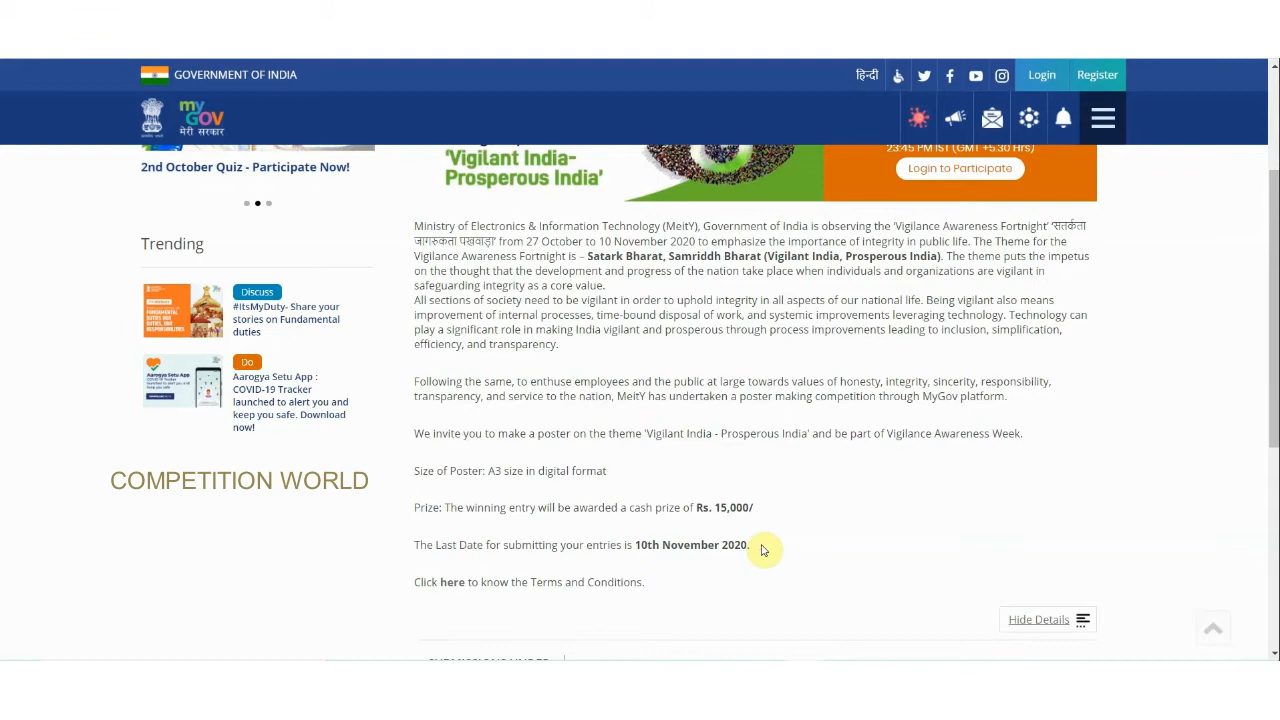 GOVERNMENT OF INDIA
हिन्दी
Login
Register
my
GOV
मेरी सरकार
2nd October Quiz - Participate Now!
'Vigilant India-
Prosperous India'
23:45 PM IST (GMT +5.30 Hrs)
Login to Participate
Trending
Discuss
#ItsMyDuty- Share your
stories on Fundamental
duties
Do
Aarogya Setu App :
COVID-19 Tracker
launched to alert you and
keep you safe. Download
now!
COMPETITION WORLD
Ministry of Electronics & Information Technology (MeitY), Government of India is observing the 'Vigilance Awareness Fortnight' 'सतर्कता
जागरुकता पखवाड़ा' from 27 October to 10 November 2020 to emphasize the importance of integrity in public life. The Theme for the
Vigilance Awareness Fortnight is – Satark Bharat, Samriddh Bharat (Vigilant India, Prosperous India). The theme puts the impetus
on the thought that the development and progress of the nation take place when individuals and organizations are vigilant in
safeguarding integrity as a core value.
All sections of society need to be vigilant in order to uphold integrity in all aspects of our national life. Being vigilant also means
improvement of internal processes, time-bound disposal of work, and systemic improvements leveraging technology. Technology can
play a significant role in making India vigilant and prosperous through process improvements leading to inclusion, simplification,
efficiency, and transparency.
Following the same, to enthuse employees and the public at large towards values of honesty, integrity, sincerity, responsibility,
transparency, and service to the nation, MeitY has undertaken a poster making competition through MyGov platform.
We invite you to make a poster on the theme 'Vigilant India - Prosperous India' and be part of Vigilance Awareness Week.
Size of Poster: A3 size in digital format
Prize: The winning entry will be awarded a cash prize of Rs. 15,000/
The Last Date for submitting your entries is 10th November 2020.
Click here to know the Terms and Conditions.
Hide Details